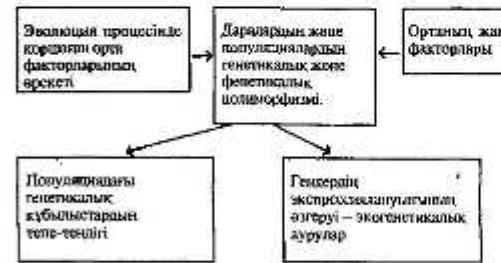 Эволюция процесінде
қоршаған орта
факторларының
әрекеті
Даралардың және
популяциялардың
генетикалық және
фенетикалық
полиморфизмі.
Ортаның жаң
факторлары
Популяциядағы
генетикалық
құбылыстардың
тепе-теңдігі
Гендердің
экспрессиялануының
өзгеруі – экогенетикалық
аурулар